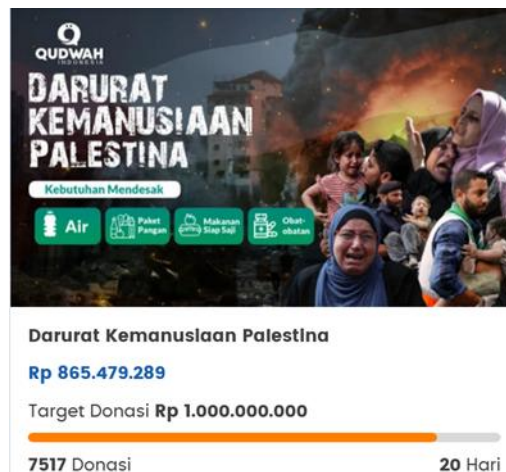 QUDWAH
INDONESIA
DARURAT
KEMANUSIAAN
PALESTINA
Kebutuhan Mendesak
Air
Paket
Pangan
Makanan
Siap Saji
Obat-
obatan
Darurat Kemanusiaan Palestina
Rp 865.479.289
Target Donasi Rp 1.000.000.000
7517 Donasi
20 Hari